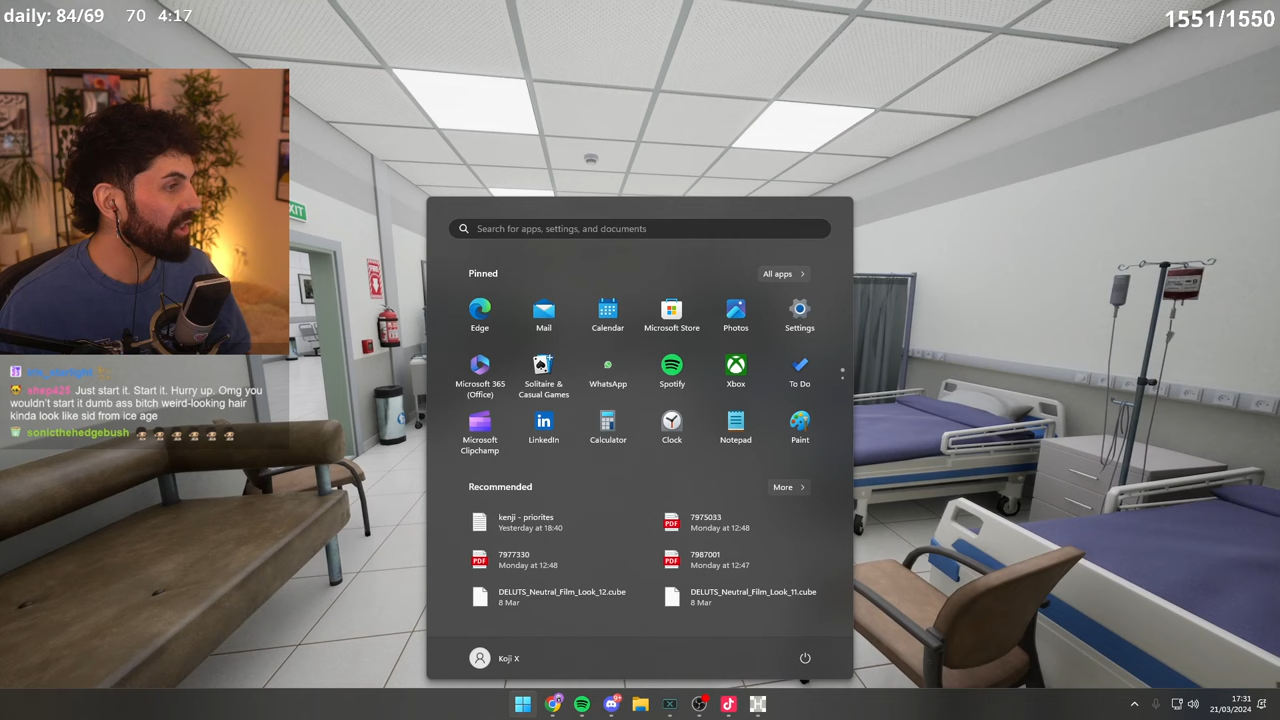 daily: 84/69 70 4:17
1551/1550
EXIT
shep425 Just start it. Start it. Hurry up. Omg you
wouldn't start it dumb ass bitch weird-looking hair
kinda look like sid from ice age
sonicthehedgebush
Search for apps, settings, and documents
Pinned
All apps
Edge
Mail
Calendar
Microsoft Store
Photos
Settings
Microsoft 365
(Office)
Solitaire &
Casual Games
WhatsApp
Spotify
Xbox
To Do
Microsoft
Clipchamp
LinkedIn
Calculator
Clock
Notepad
Paint
Recommended
More
kenji - priorites
Yesterday at 18:40
7975033
Monday at 12:48
7977330
Monday at 12:48
7987001
Monday at 12:47
DELUTS_Neutral_Film_Look_12.cube
8 Mar
DELUTS_Neutral_Film_Look_11.cube
8 Mar
Koji X
17:31
21/03/2024